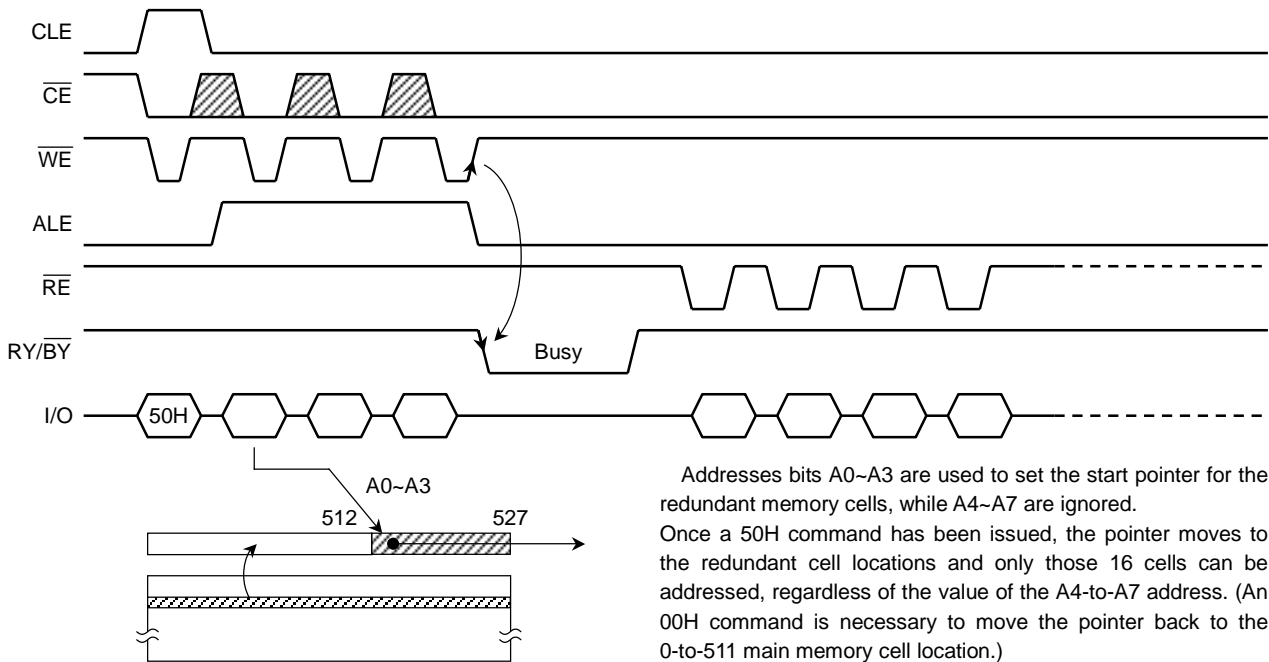 CLE
CE
WE
ALE
RE
RY/BY
Busy
I/O
50H
A0~A3
512
527
Addresses bits A0~A3 are used to set the start pointer for the
redundant memory cells, while A4~A7 are ignored.
Once a 50H command has been issued, the pointer moves to
the redundant cell locations and only those 16 cells can be
addressed, regardless of the value of the A4-to-A7 address. (An
00H command is necessary to move the pointer back to the
0-to-511 main memory cell location.)